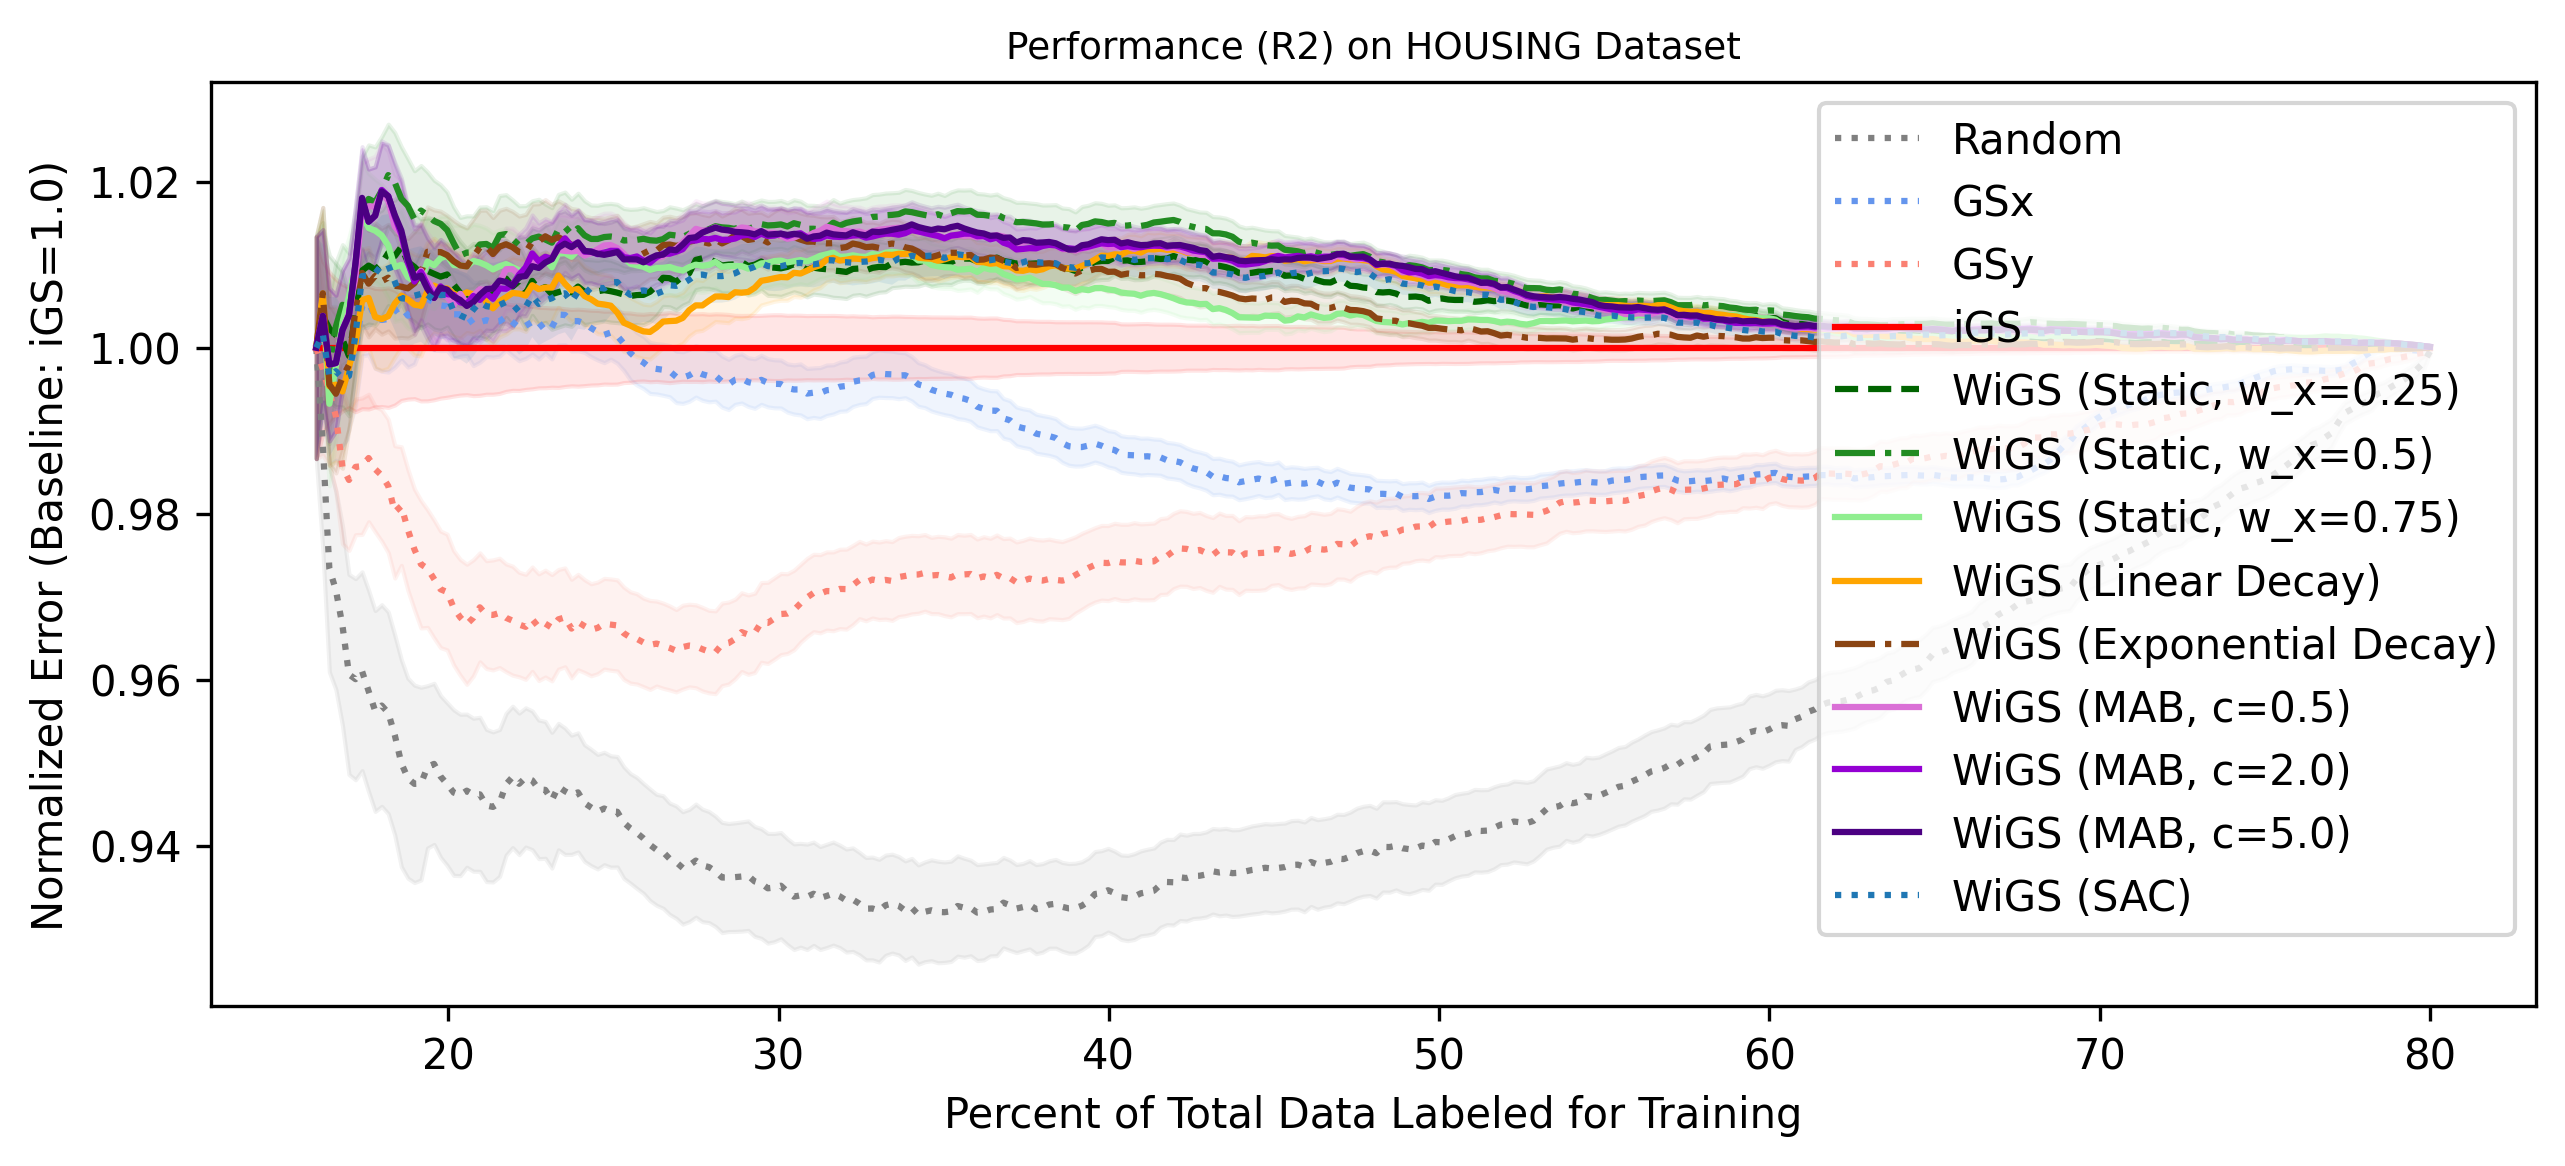 Performance (R2) on HOUSING Dataset
Normalized Error (Baseline: iGS=1.0)
1.02
1.00
0.98
0.96
0.94
Random
GSx
GSy
iGS
WiGS (Static, w_x=0.25)
WiGS (Static, w_x=0.5)
WiGS (Static, w_x=0.75)
WiGS (Linear Decay)
WiGS (Exponential Decay)
WiGS (MAB, c=0.5)
WiGS (MAB, c=2.0)
WiGS (MAB, c=5.0)
WiGS (SAC)
20 30 40 50 60 70 80
Percent of Total Data Labeled for Training